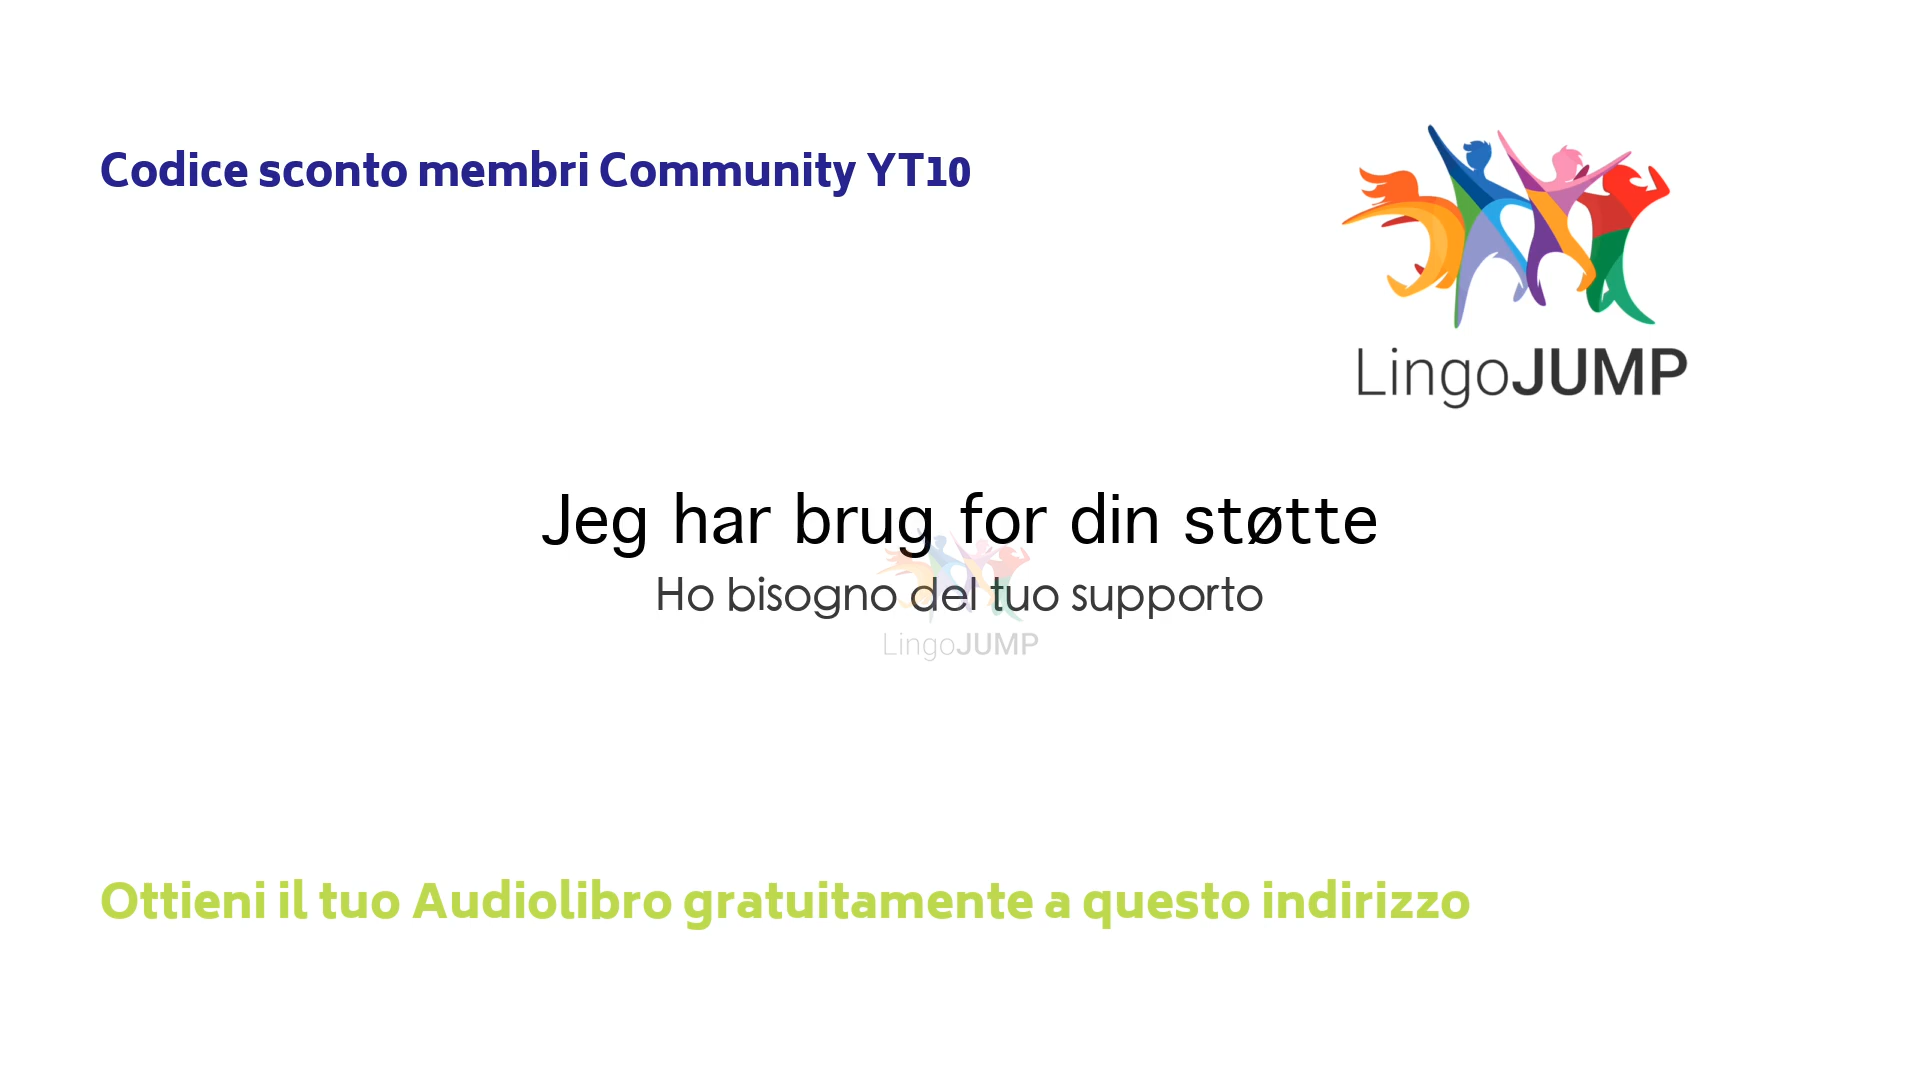 Codice sconto membri Community YT10
LingoJUMP
Jeg har brug for din støtte
Ho bisogno del tuo supporto
LingoJUMP
Ottieni il tuo Audiolibro gratuitamente a questo indirizzo